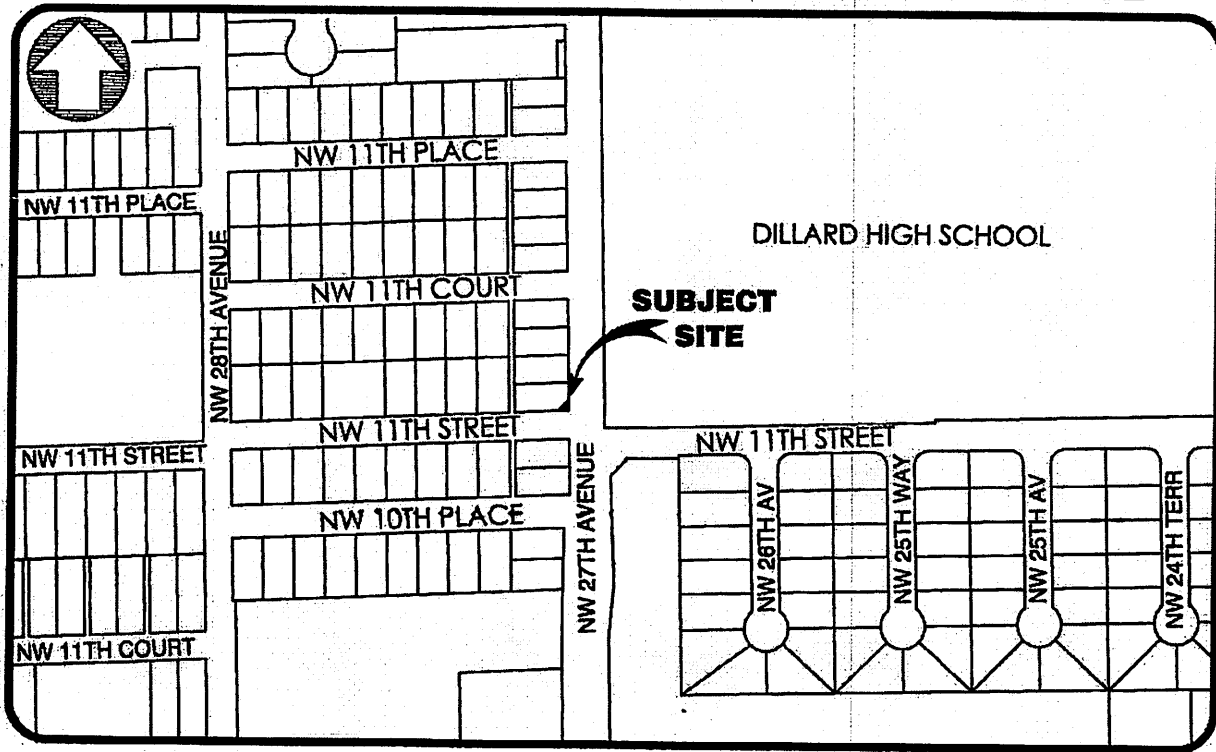 NW 11TH PLACE
NW 11TH PLACE
DILLARD HIGH SCHOOL
NW 28TH AVENUE
NW 11TH COURT
SUBJECT
SITE
NW 11TH STREET
NW 11TH STREET
NW 11TH STREET
NW 10TH PLACE
NW 27TH AVENUE
NW 26TH AV
NW 25TH WAY
NW 25TH AV
NW 24TH TERR
NW 11TH COURT